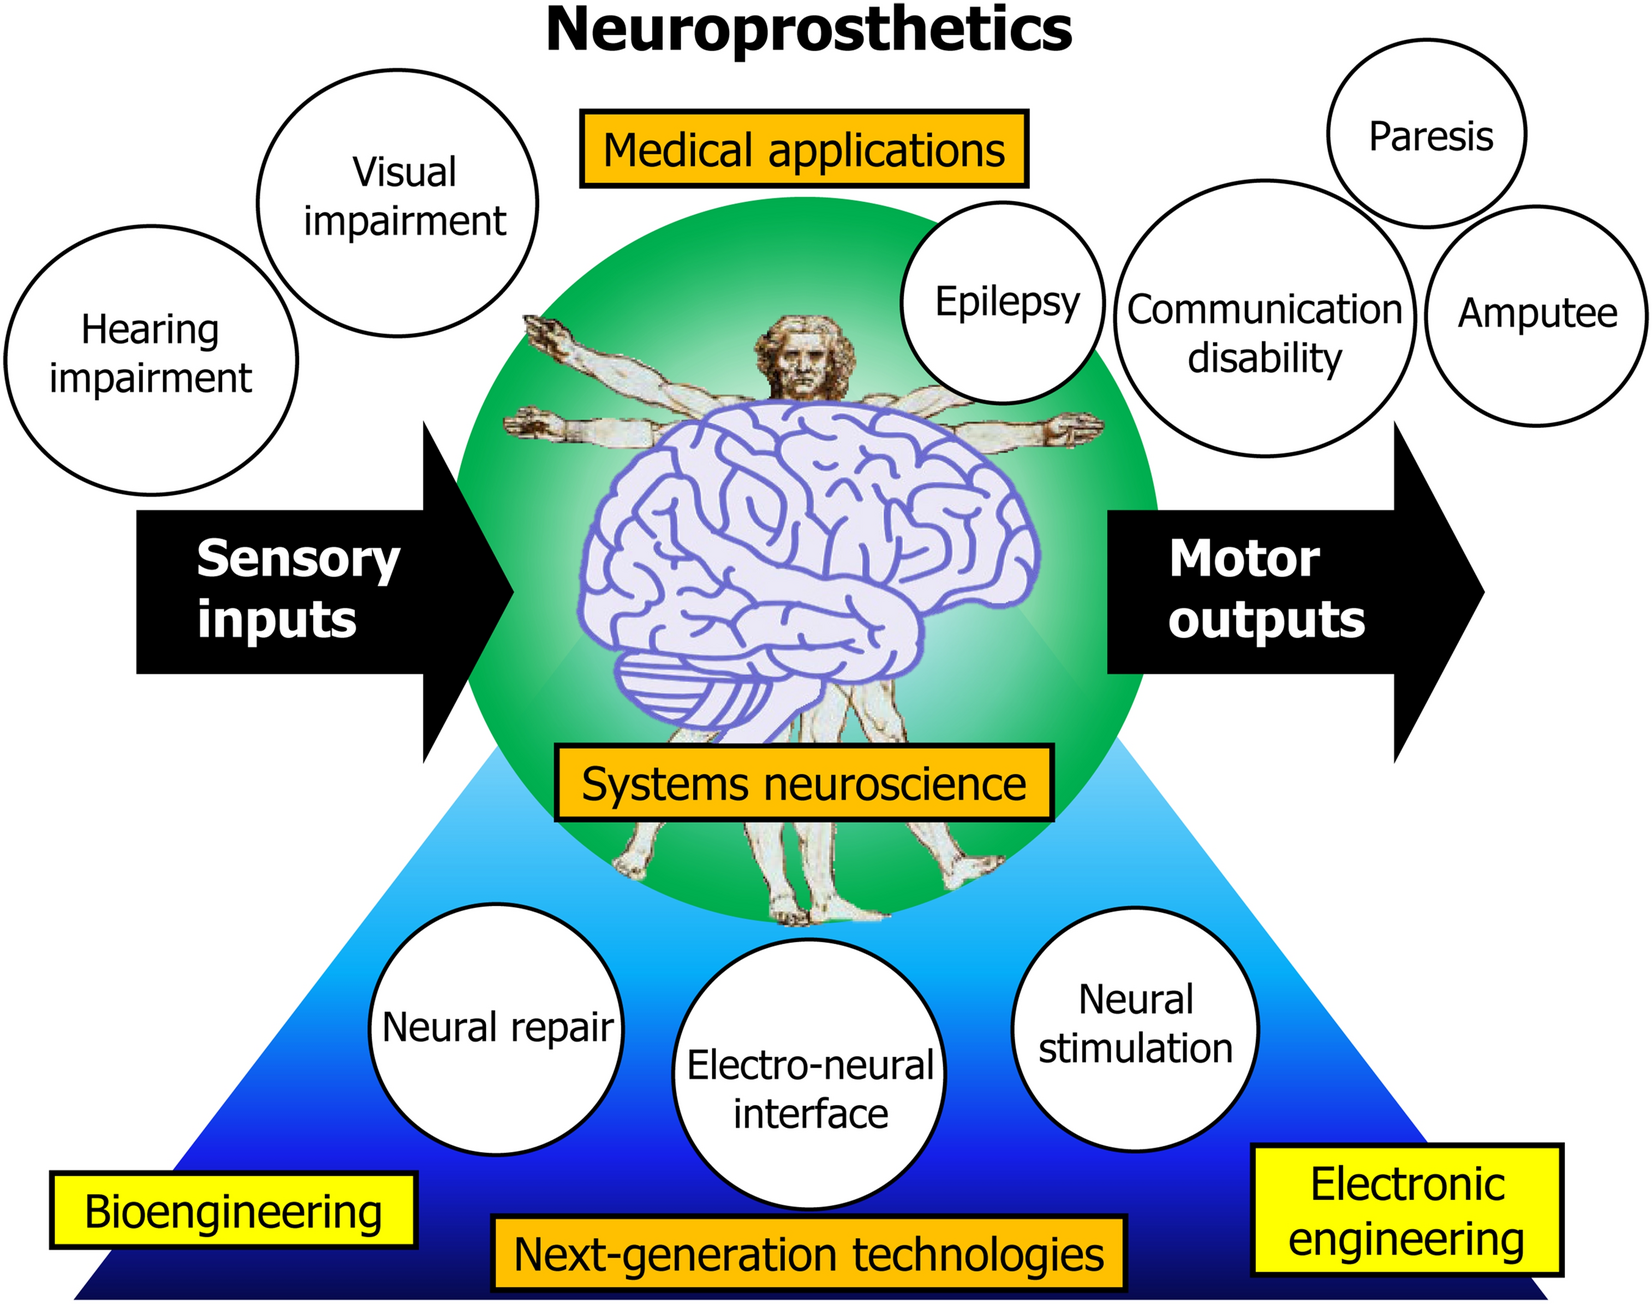 Neuroprosthetics
Medical applications
Visual
impairment
Hearing
impairment
Paresis
Epilepsy
Communication
disability
Amputee
Sensory
inputs
Motor
outputs
Systems neuroscience
Neural repair
Electro-neural
interface
Neural
stimulation
Bioengineering
Electronic
engineering
Next-generation technologies